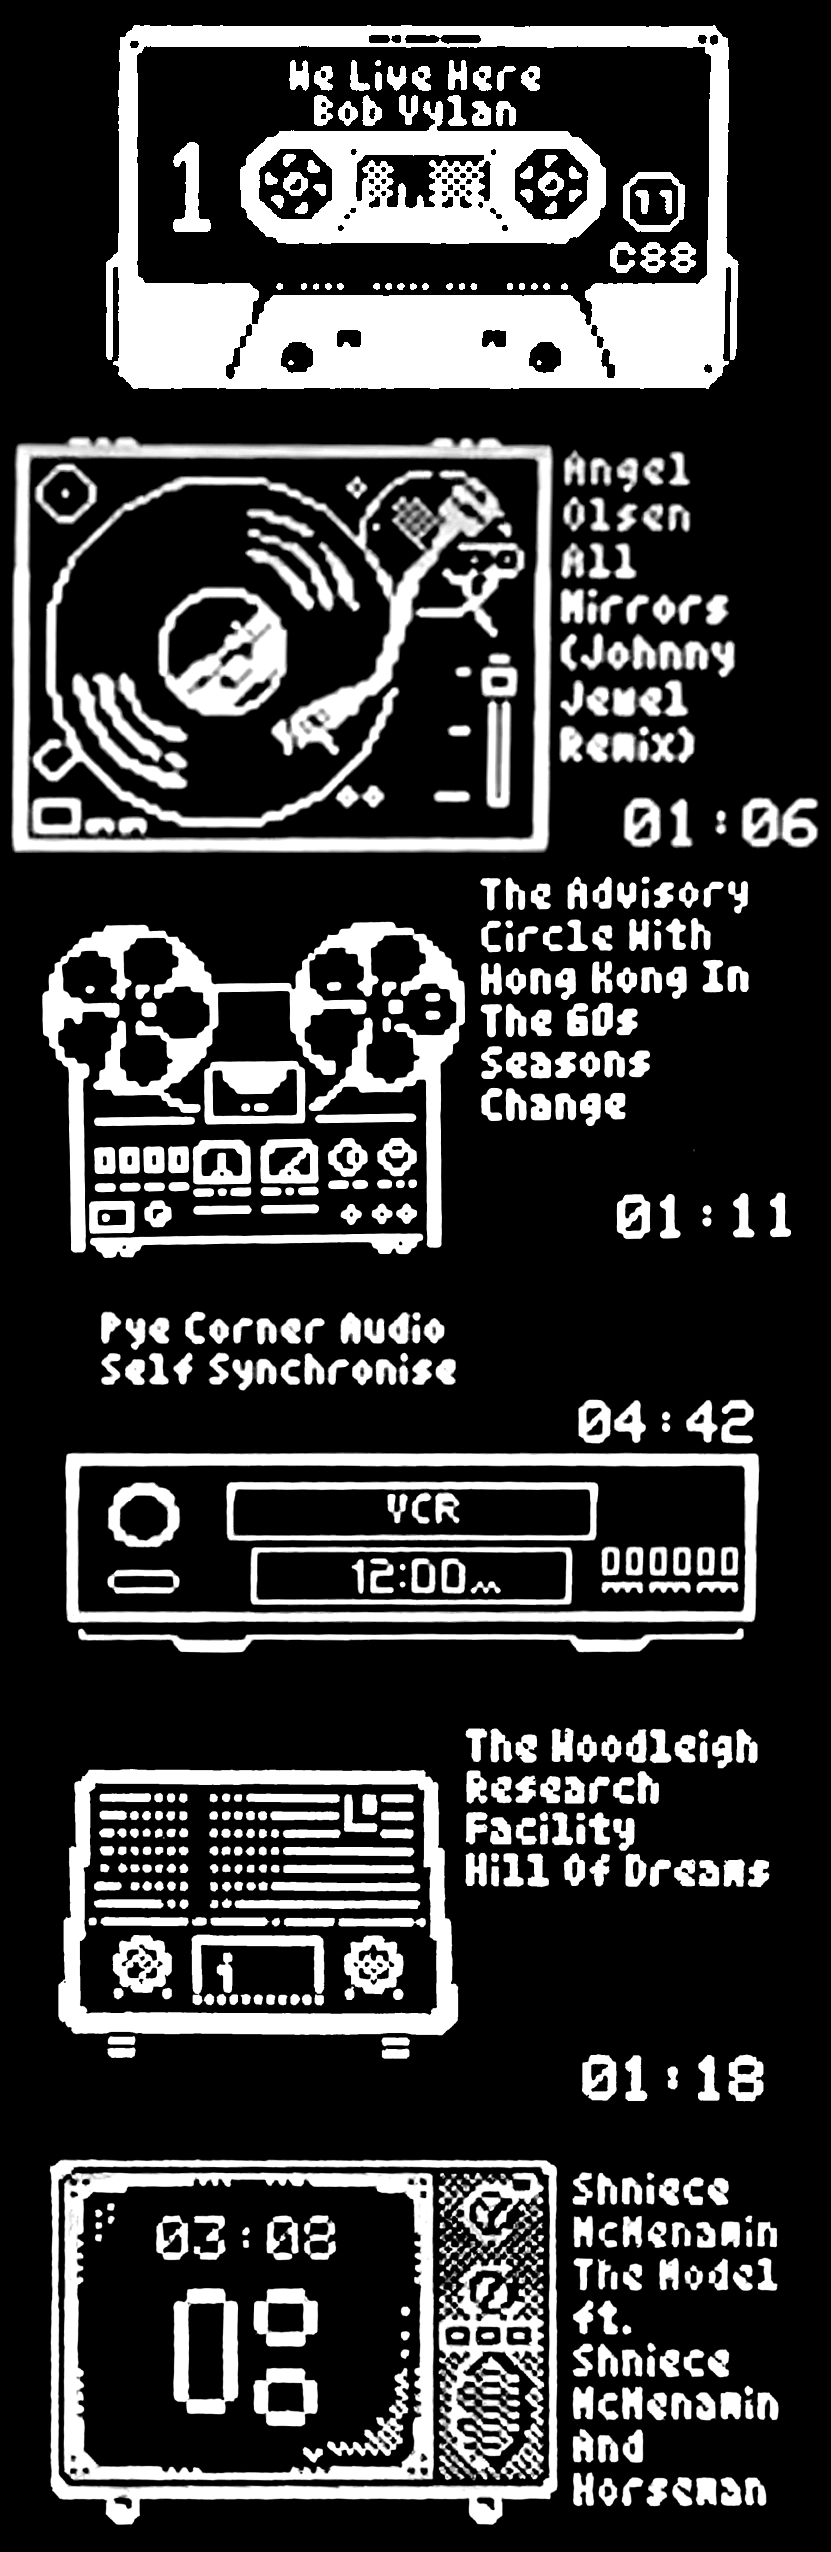 We Live Here
Bob Vylan
1
11
C88
Angel
Olsen
All
Mirrors
(Johnny
Jewel
Remix)
01:06
The Advisory
Circle With
Hong Kong In
The 60s
Seasons
Change
01:11
Pye Corner Audio
Self Synchronise
04:42
VCR
12:00
The Woodleigh
Research
Facility
Hill Of Dreams
01:18
03:08
Shniece
McMenamin
The Model
ft.
Shniece
McMenamin
And
Horseman